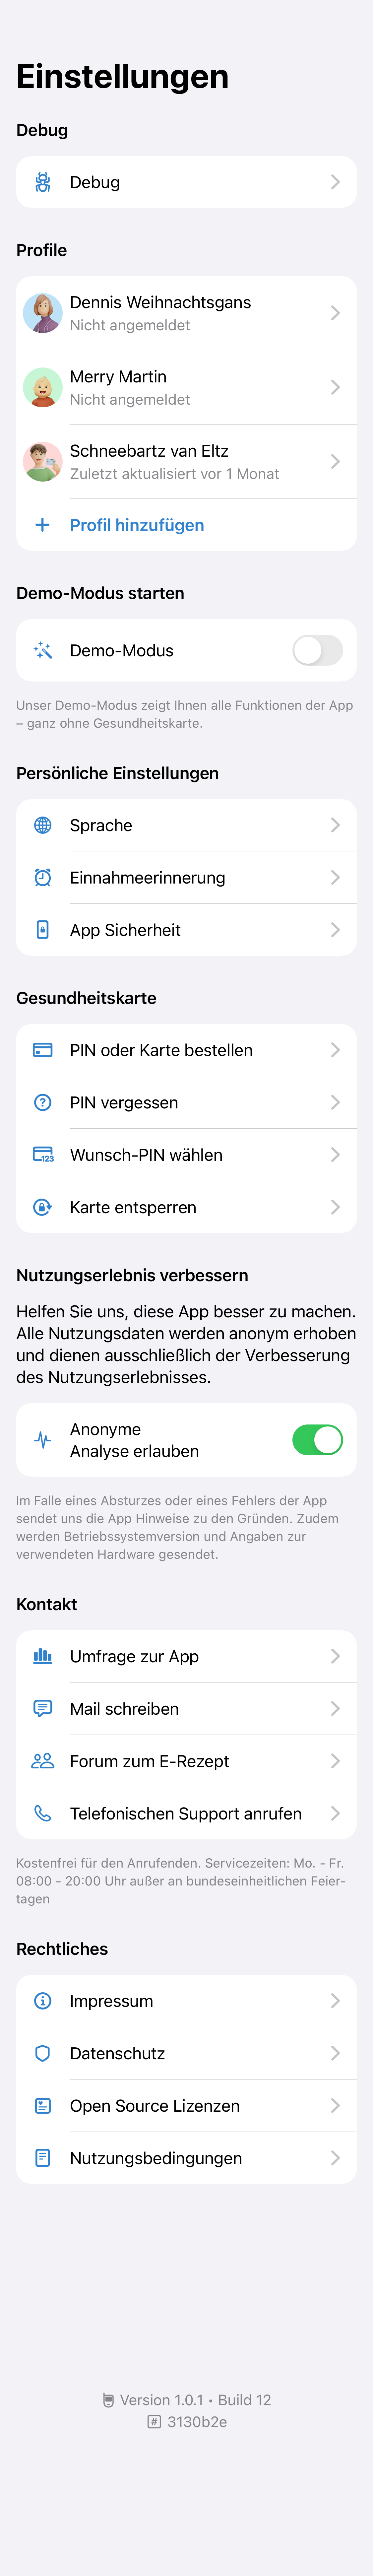 Einstellungen
Debug
Debug
Profile
Dennis Weihnachtsgans
Nicht angemeldet
Merry Martin
Nicht angemeldet
Schneebartz van Eltz
Zuletzt aktualisiert vor 1 Monat
Profil hinzufügen
Demo-Modus starten
Demo-Modus
Unser Demo-Modus zeigt Ihnen alle Funktionen der App
– ganz ohne Gesundheitskarte.
Persönliche Einstellungen
Sprache
Einnahmeerinnerung
App Sicherheit
Gesundheitskarte
PIN oder Karte bestellen
PIN vergessen
Wunsch-PIN wählen
Karte entsperren
Nutzungserlebnis verbessern
Helfen Sie uns, diese App besser zu machen.
Alle Nutzungsdaten werden anonym erhoben
und dienen ausschließlich der Verbesserung
des Nutzungserlebnisses.
Anonyme
Analyse erlauben
Im Falle eines Absturzes oder eines Fehlers der App
sendet uns die App Hinweise zu den Gründen. Zudem
werden Betriebssystemversion und Angaben zur
verwendeten Hardware gesendet.
Kontakt
Umfrage zur App
Mail schreiben
Forum zum E-Rezept
Telefonischen Support anrufen
Kostenfrei für den Anrufenden. Servicezeiten: Mo. - Fr.
08:00 - 20:00 Uhr außer an bundeseinheitlichen Feier-
tagen
Rechtliches
Impressum
Datenschutz
Open Source Lizenzen
Nutzungsbedingungen
Version 1.0.1 • Build 12
# 3130b2e